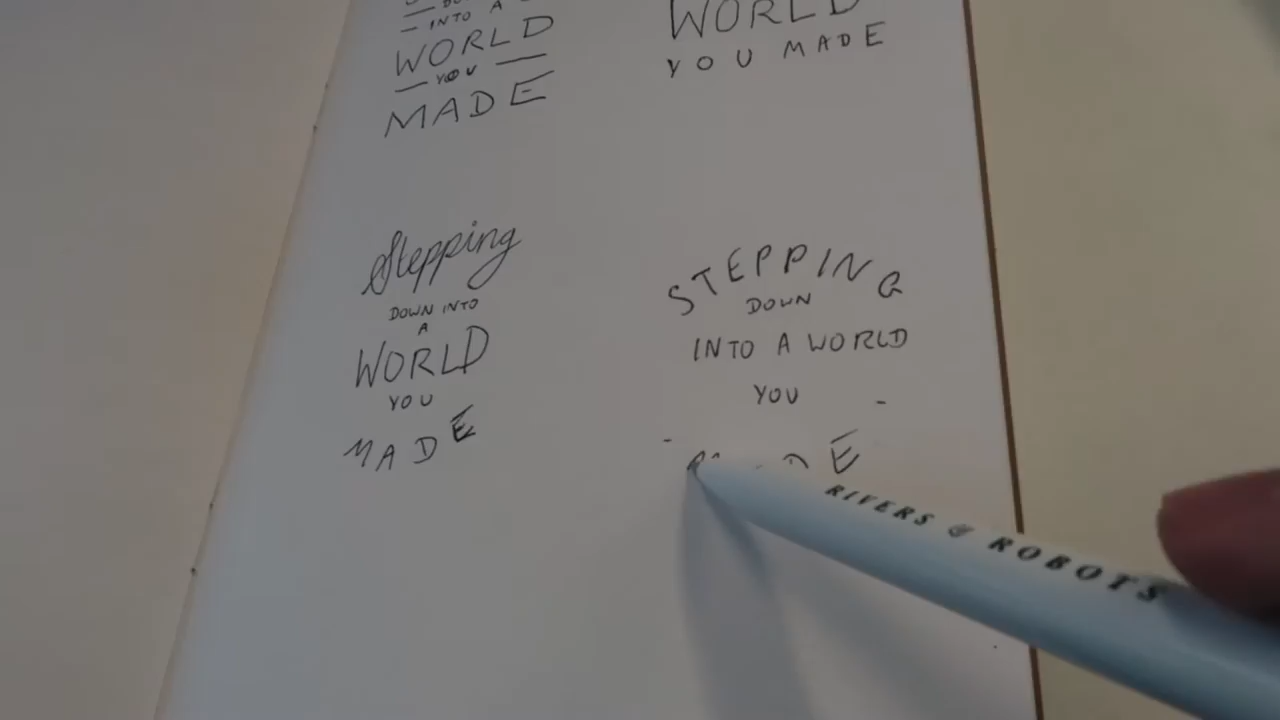 INTO A
WORLD
YOU
MADE
WORLD
YOU MADE
Stepping
DOWN INTO
A
WORLD
YOU
MADE
STEPPING
DOWN
INTO A WORLD
YOU
RIVERS & ROBOTS